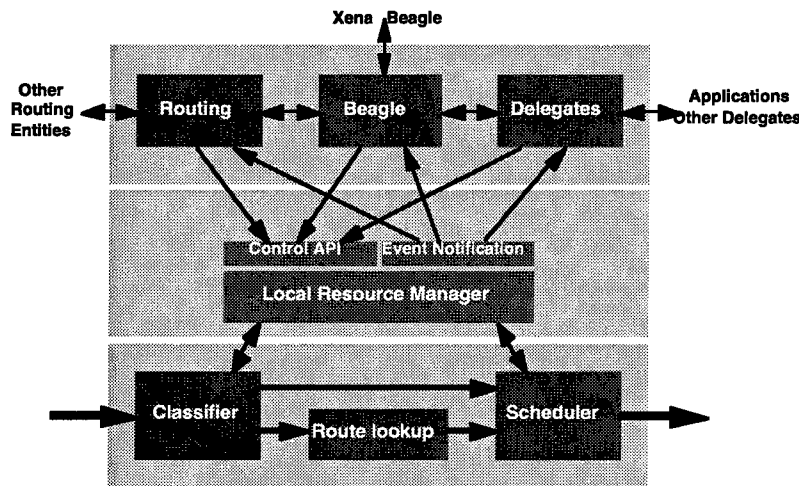 Xena Beagle
Other
Routing
Entities
Routing
Beagle
Delegates
Applications
Other Delegates
Control API
Event Notification
Local Resource Manager
Classifier
Route lookup
Scheduler